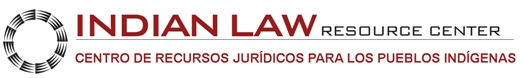 INDIAN LAW RESOURCE CENTER
CENTRO DE RECURSOS JURÍDICOS PARA LOS PUEBLOS INDÍGENAS